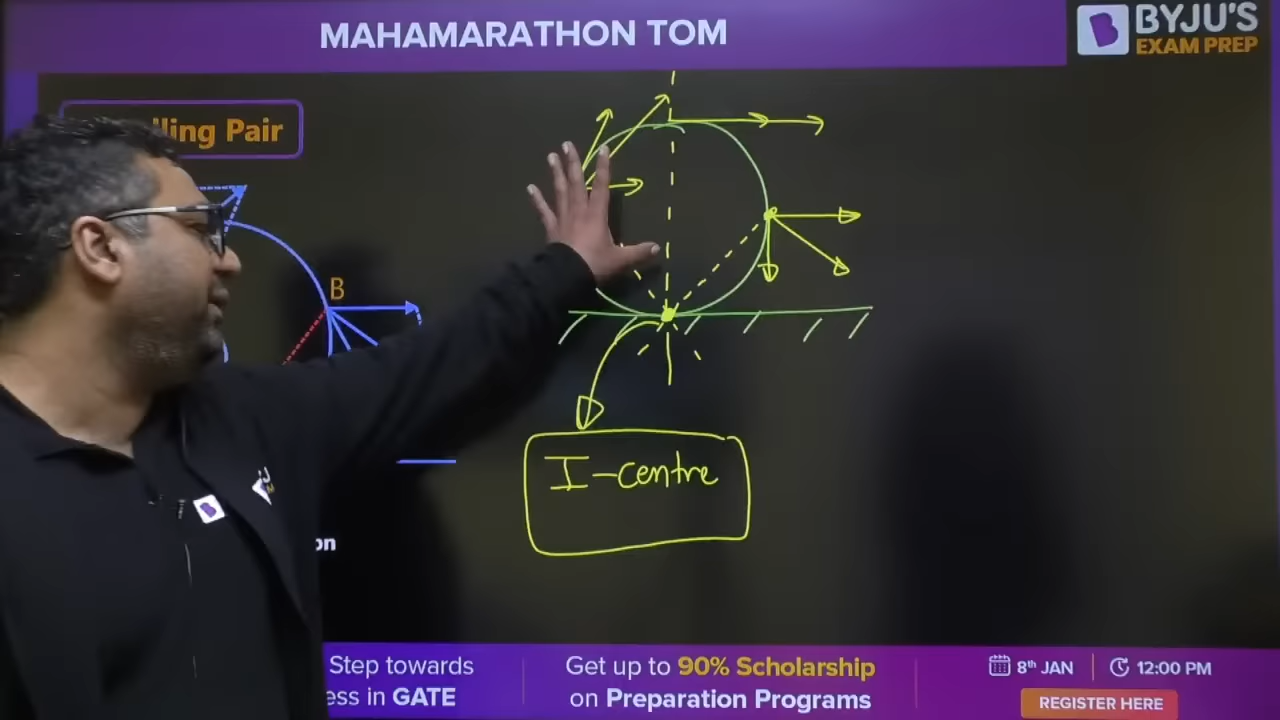 MAHAMARATHON TOM
BYJU'S
EXAM PREP
lling Pair
B
I-centre
on
Step towards
ess in GATE
Get up to 90% Scholarship
on Preparation Programs
8th JAN
12:00 PM
REGISTER HERE